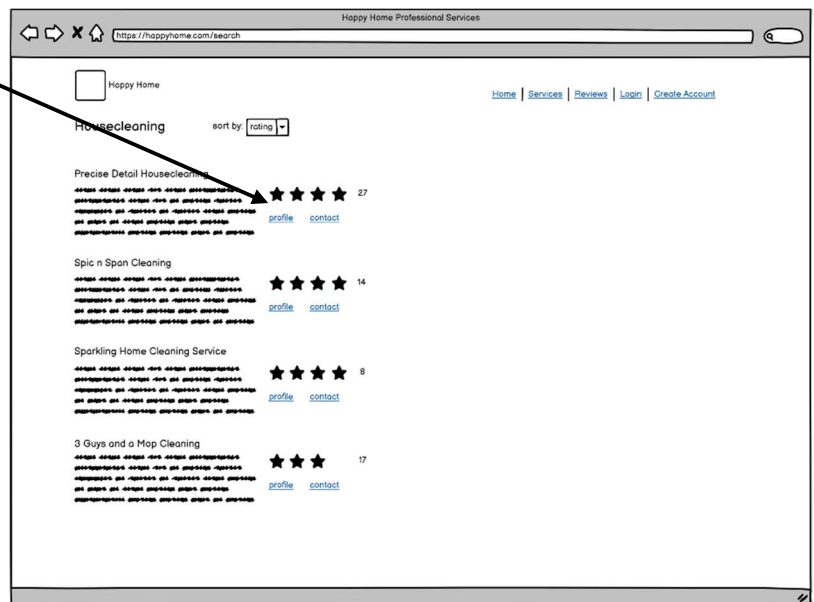 Happy Home Professional Services
https://happyhome.com/search
Happy Home
Home | Services | Reviews | Login | Create Account
Housecleaning sort by: rating
Precise Detail Housecleaning
27
profile contact
Spic n Span Cleaning
14
profile contact
Sparkling Home Cleaning Service
8
profile contact
3 Guys and a Mop Cleaning
17
profile contact